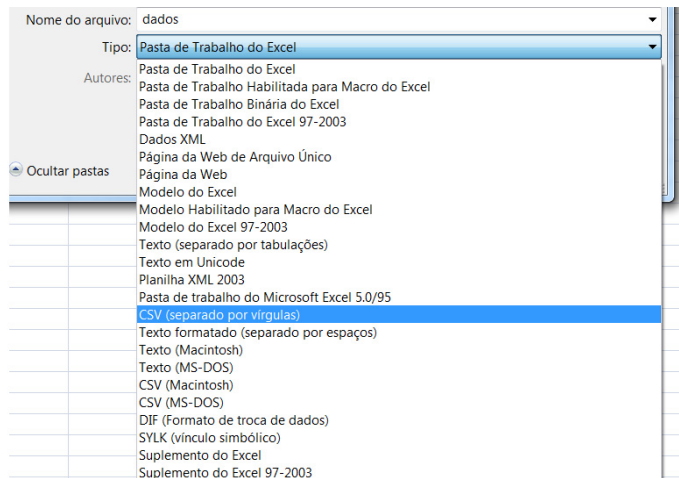 Nome do arquivo: dados
Tipo: Pasta de Trabalho do Excel
Autores:
Pasta de Trabalho do Excel
Pasta de Trabalho Habilitada para Macro do Excel
Pasta de Trabalho Binária do Excel
Pasta de Trabalho do Excel 97-2003
Dados XML
Página da Web de Arquivo Único
Página da Web
Modelo do Excel
Modelo Habilitado para Macro do Excel
Modelo do Excel 97-2003
Texto (separado por tabulações)
Texto em Unicode
Planilha XML 2003
Pasta de trabalho do Microsoft Excel 5.0/95
CSV (separado por vírgulas)
Texto formatado (separado por espaços)
Texto (Macintosh)
Texto (MS-DOS)
CSV (Macintosh)
CSV (MS-DOS)
DIF (Formato de troca de dados)
SYLK (vínculo simbólico)
Suplemento do Excel
Suplemento do Excel 97-2003
Ocultar pastas